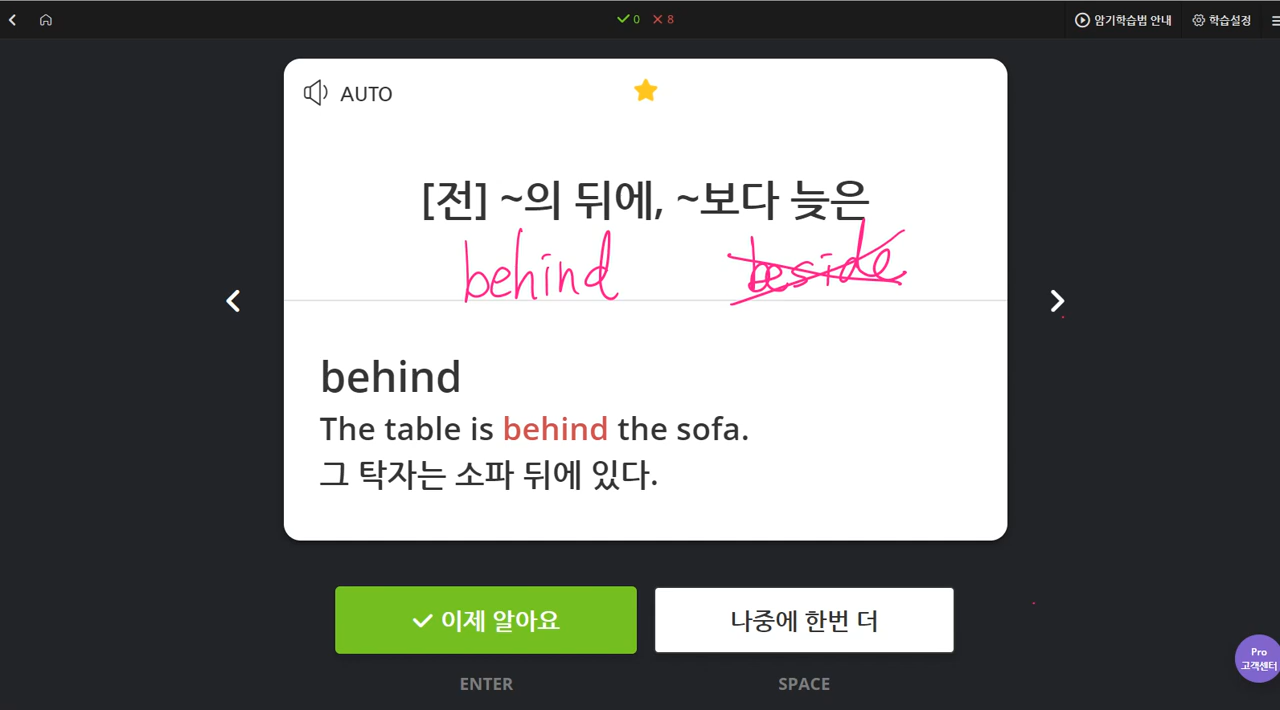 0 8 암기학습법 안내 학습설정
AUTO
[전] ~의 뒤에, ~보다 늦은
behind beside
behind
The table is behind the sofa.
그 탁자는 소파 뒤에 있다.
이제 알아요 나중에 한번 더
Pro
고객센터
ENTER SPACE